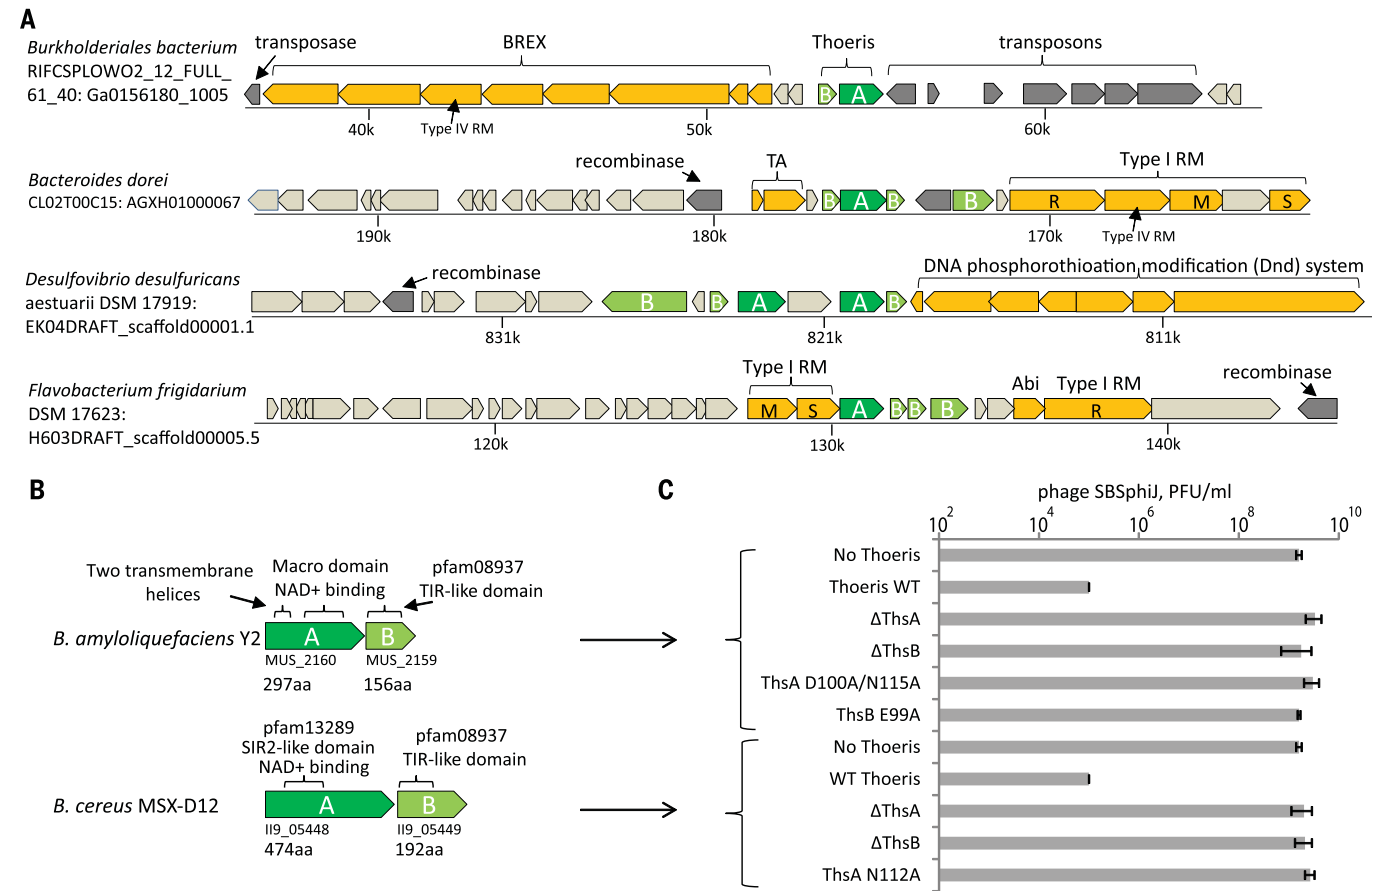 A
Burkholderiales bacterium
RIFCSPLOWO2_12_FULL_
61_40: Ga0156180_1005
transposase
BREX
Thoeris
transposons
B
A
40k
Type IV RM
50k
60k
Bacteroides dorei
CL02T00C15: AGXH01000067
recombinase
TA
Type I RM
B
A
B
B
R
M
S
190k
180k
170k
Type IV RM
Desulfovibrio desulfuricans
aestuarii DSM 17919:
EK04DRAFT_scaffold00001.1
recombinase
DNA phosphorothioation modification (Dnd) system
B
B
A
A
B
831k
821k
811k
Flavobacterium frigidarium
DSM 17623:
H603DRAFT_scaffold00005.5
Type I RM
Abi
Type I RM
recombinase
M
S
A
B
B
B
R
120k
130k
140k
B
Two transmembrane
helices
Macro domain
NAD+ binding
pfam08937
TIR-like domain
B. amyloliquefaciens Y2
A
B
MUS_2160
MUS_2159
297aa
156aa
pfam13289
SIR2-like domain
NAD+ binding
pfam08937
TIR-like domain
B. cereus MSX-D12
A
B
II9_05448
II9_05449
474aa
192aa
C
phage SBSphiJ, PFU/ml
10^2
10^4
10^6
10^8
10^10
No Thoeris
Thoeris WT
ΔThsA
ΔThsB
ThsA D100A/N115A
ThsB E99A
No Thoeris
WT Thoeris
ΔThsA
ΔThsB
ThsA N112A